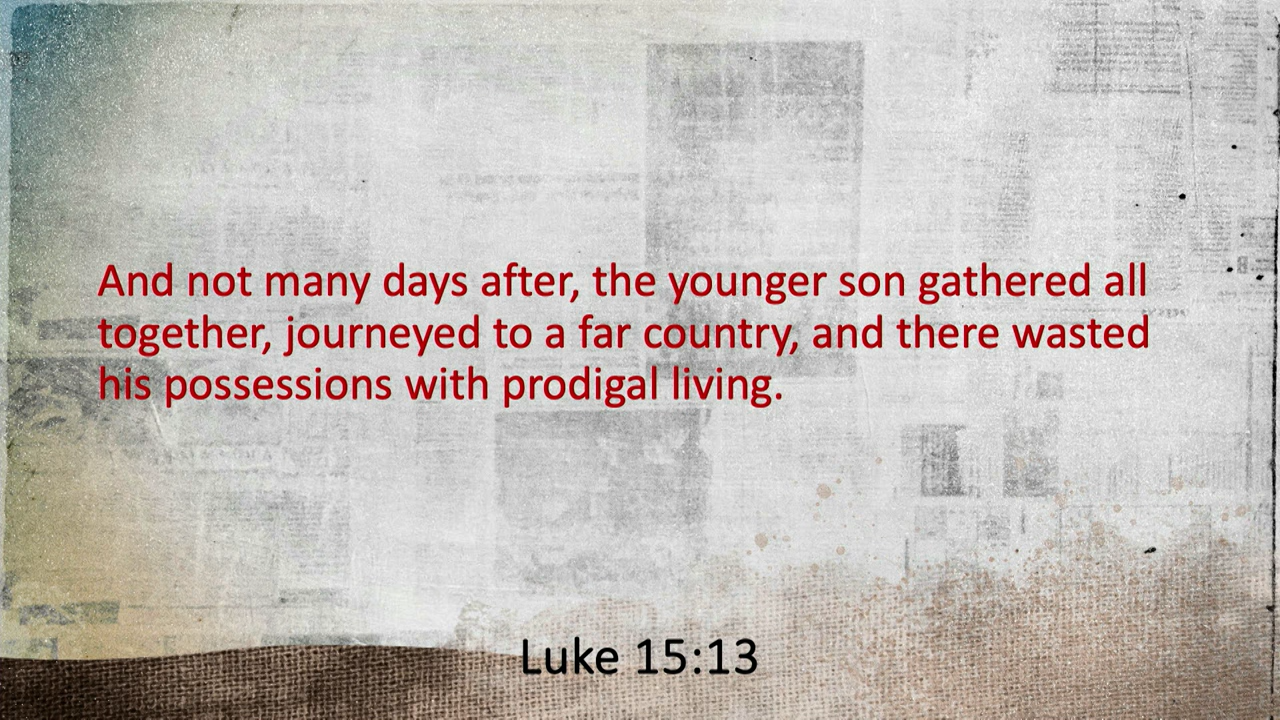 And not many days after, the younger son gathered all
together, journeyed to a far country, and there wasted
his possessions with prodigal living.
Luke 15:13